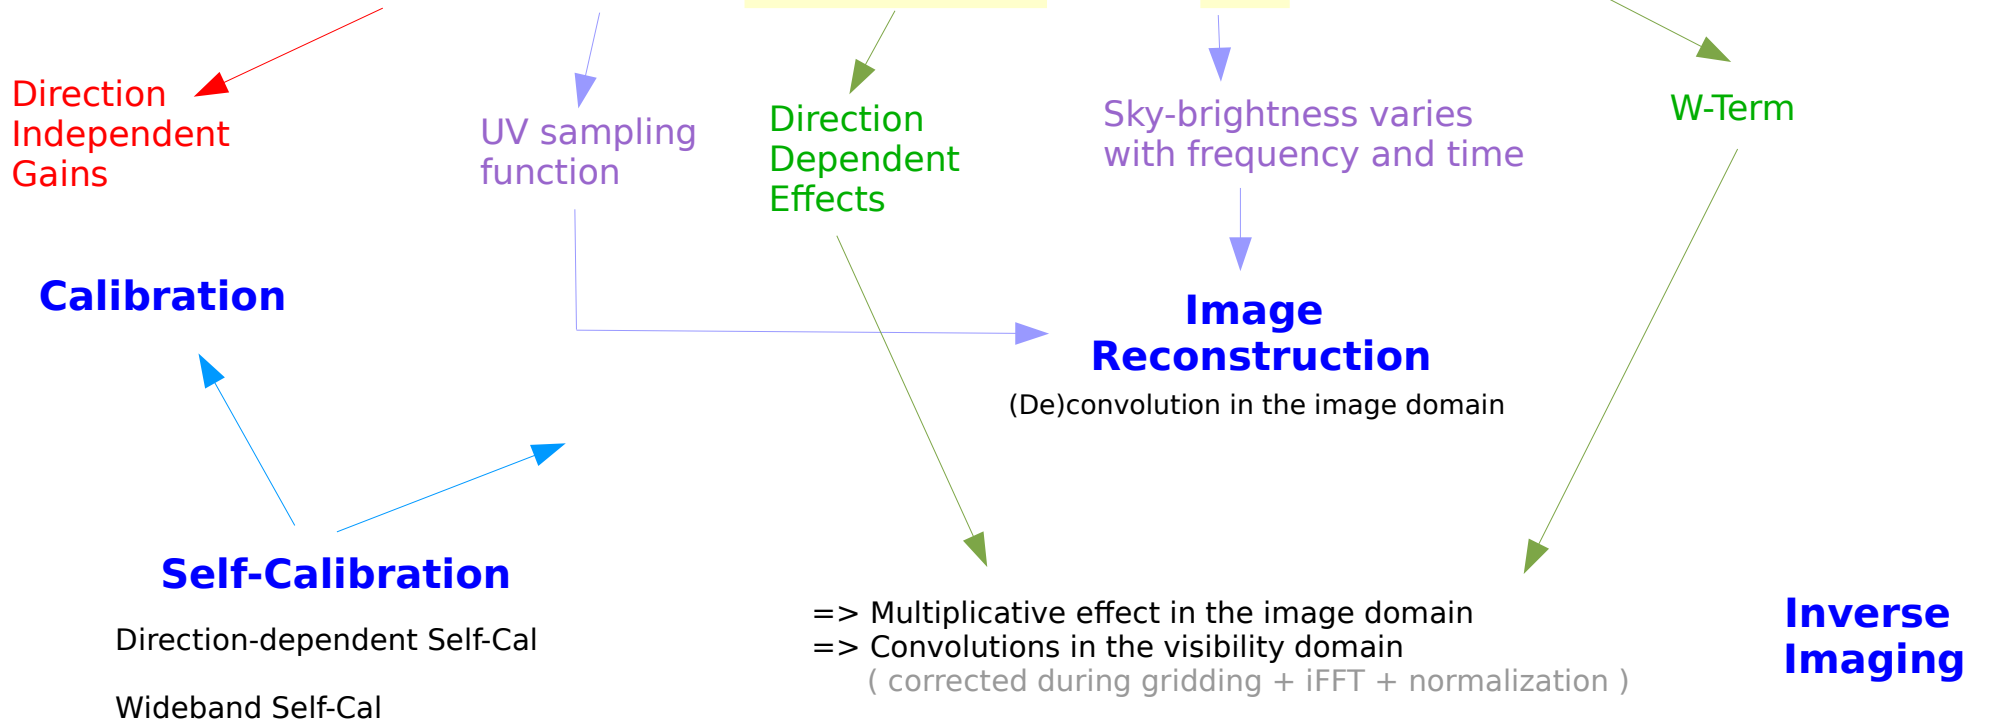 Direction
Independent
Gains
UV sampling
function
Direction
Dependent
Effects
Sky-brightness varies
with frequency and time
W-Term
Calibration
Image
Reconstruction
(De)convolution in the image domain
Self-Calibration
Direction-dependent Self-Cal
Wideband Self-Cal
=> Multiplicative effect in the image domain
=> Convolutions in the visibility domain
( corrected during gridding + iFFT + normalization )
Inverse
Imaging